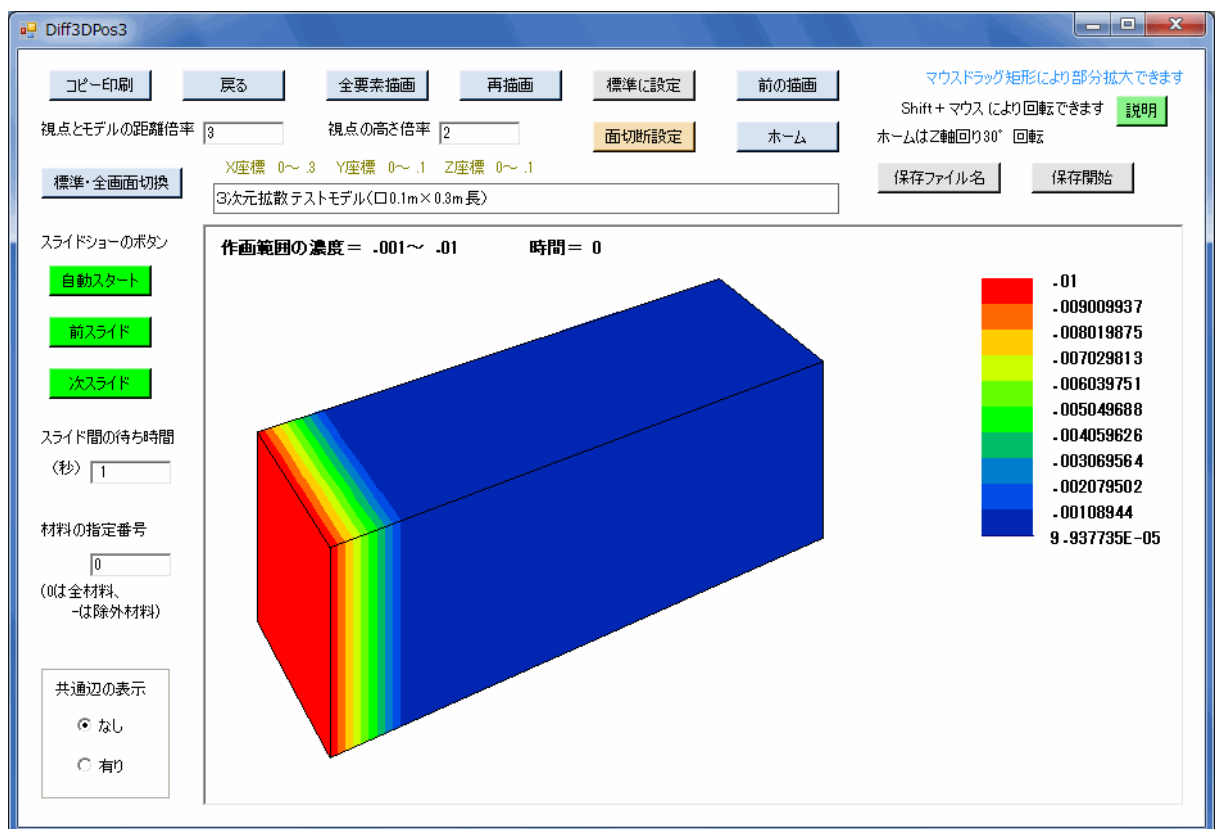 Diff3DPos3
コピー印刷
戻る
全要素描画
再描画
標準に設定
前の描画
マウスドラッグ矩形により部分拡大できます
Shift+マウス により回転できます
説明
視点とモデルの距離倍率
3
視点の高さ倍率
2
面切断設定
ホーム
ホームはZ軸回り30° 回転
標準・全画面切換
X座標 0～ .3 Y座標 0～ .1 Z座標 0～ .1
3次元拡散テストモデル(口0.1m×0.3m長)
保存ファイル名
保存開始
スライドショーのボタン
自動スタート
前スライド
次スライド
スライド間の待ち時間
(秒)
1
材料の指定番号
0
(0は全材料、
-は除外材料)
共通辺の表示
なし
有り
作画範囲の濃度= .001～ .01 時間= 0
.01
.009009937
.008019875
.007029813
.006039751
.005049688
.004059626
.003069564
.002079502
.00108944
9.937735E-05